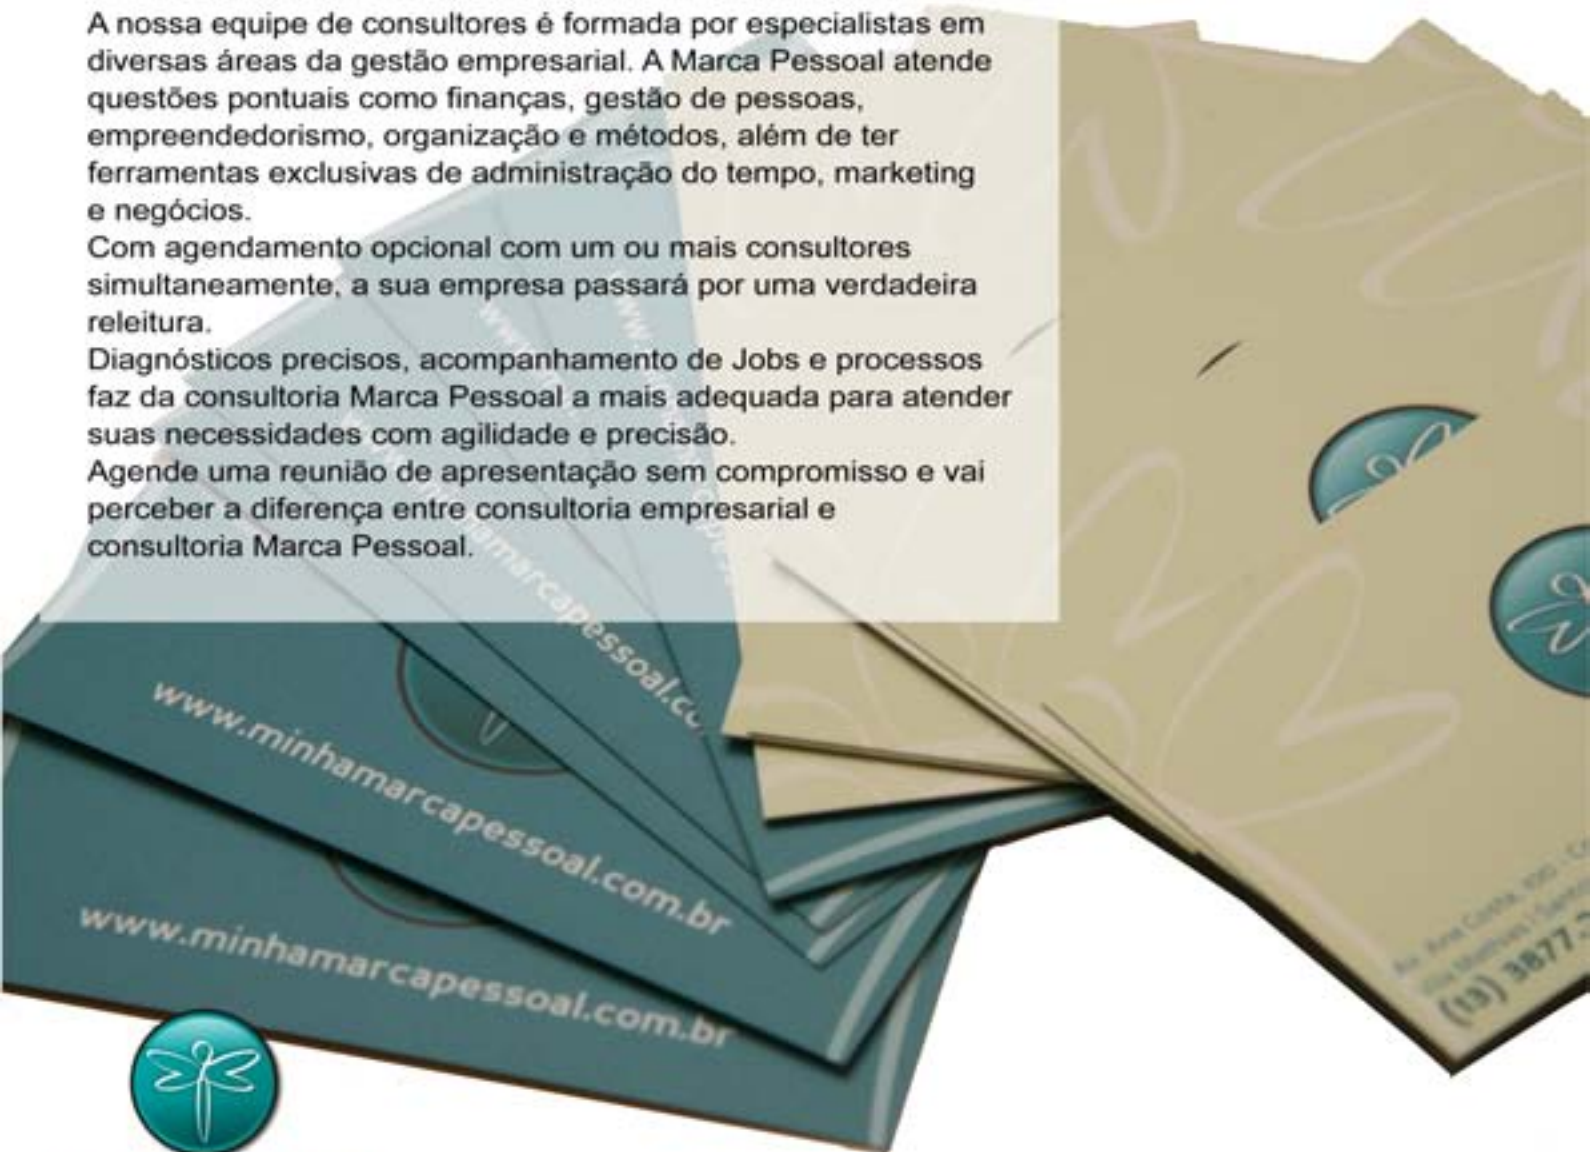 A nossa equipe de consultores é formada por especialistas em
diversas áreas da gestão empresarial. A Marca Pessoal atende
questões pontuais como finanças, gestão de pessoas,
empreendedorismo, organização e métodos, além de ter
ferramentas exclusivas de administração do tempo, marketing
e negócios.
Com agendamento opcional com um ou mais consultores
simultaneamente, a sua empresa passará por uma verdadeira
releitura.
Diagnósticos precisos, acompanhamento de Jobs e processos
faz da consultoria Marca Pessoal a mais adequada para atender
suas necessidades com agilidade e precisão.
Agende uma reunião de apresentação sem compromisso e vai
perceber a diferença entre consultoria empresarial e
consultoria Marca Pessoal.
www.minhamarcapessoal.com.br
www.minhamarcapessoal.com.br
Av. Ana Costa,
(13) 3877